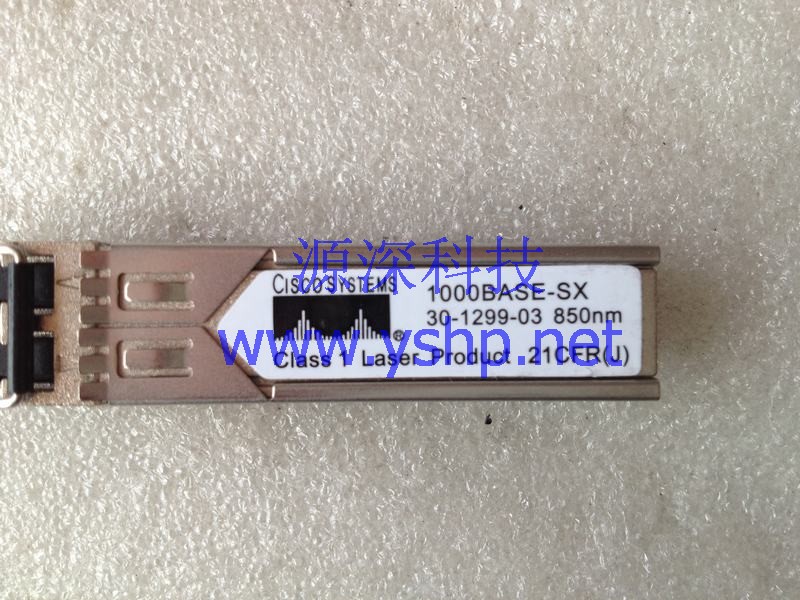 源深科技
CISCO SYSTEMS
1000BASE-SX
30-1299-03 850nm
www.yshp.net
®
Class 1 Laser Product 21CFR(J)